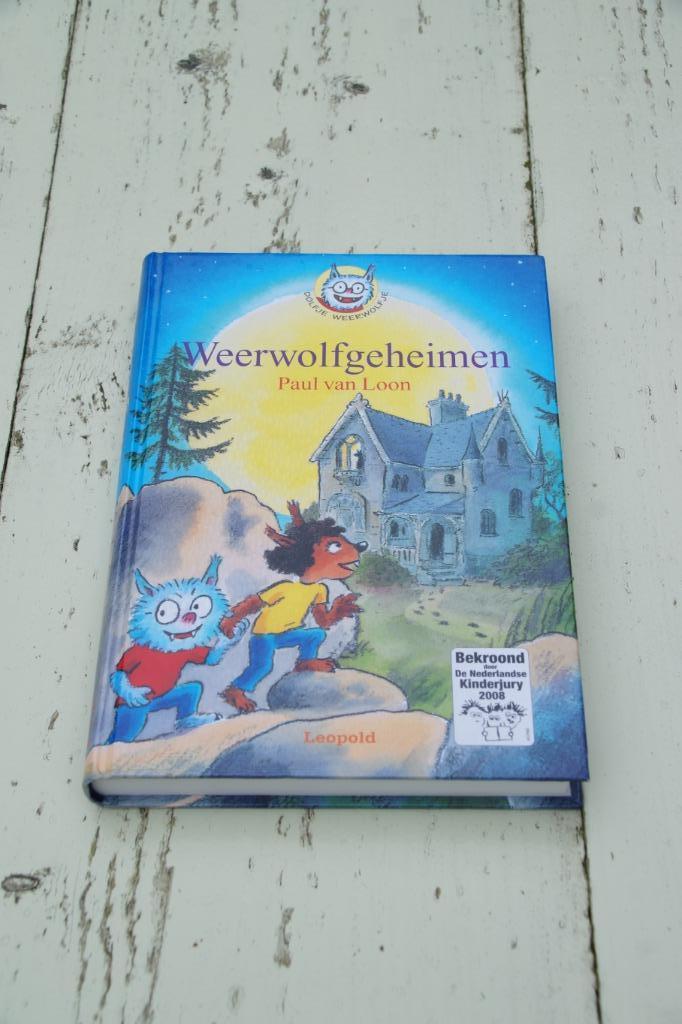 DOLFJE WEERWOLFJE
Weerwolfgeheimen
Paul van Loon
Bekroond
door
De Nederlandse
Kinderjury
2008
Leopold